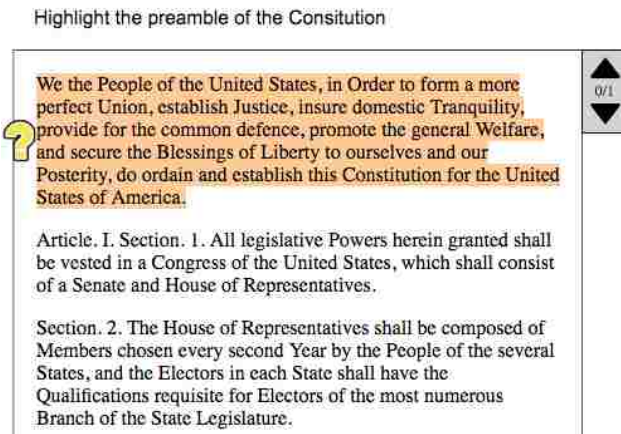 Highlight the preamble of the Consitution
We the People of the United States, in Order to form a more
perfect Union, establish Justice, insure domestic Tranquility,
provide for the common defence, promote the general Welfare,
and secure the Blessings of Liberty to ourselves and our
Posterity, do ordain and establish this Constitution for the United
States of America.
Article. I. Section. 1. All legislative Powers herein granted shall
be vested in a Congress of the United States, which shall consist
of a Senate and House of Representatives.
Section. 2. The House of Representatives shall be composed of
Members chosen every second Year by the People of the several
States, and the Electors in each State shall have the
Qualifications requisite for Electors of the most numerous
Branch of the State Legislature.
0/1
?